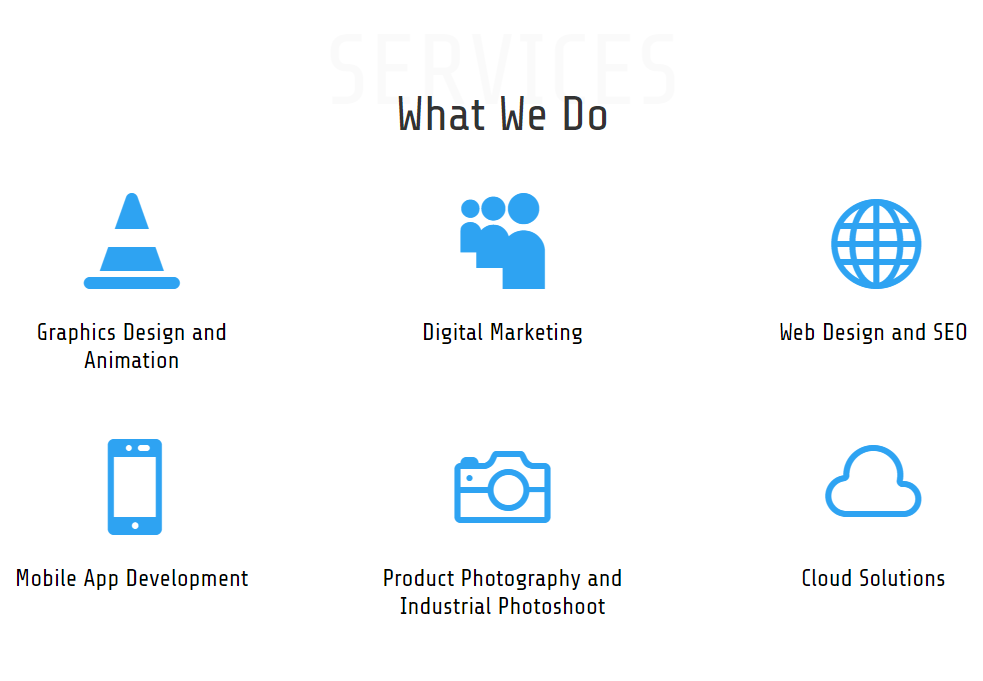 SERVICES
What We Do
Graphics Design and
Animation
Digital Marketing
Web Design and SEO
Mobile App Development
Product Photography and
Industrial Photoshoot
Cloud Solutions